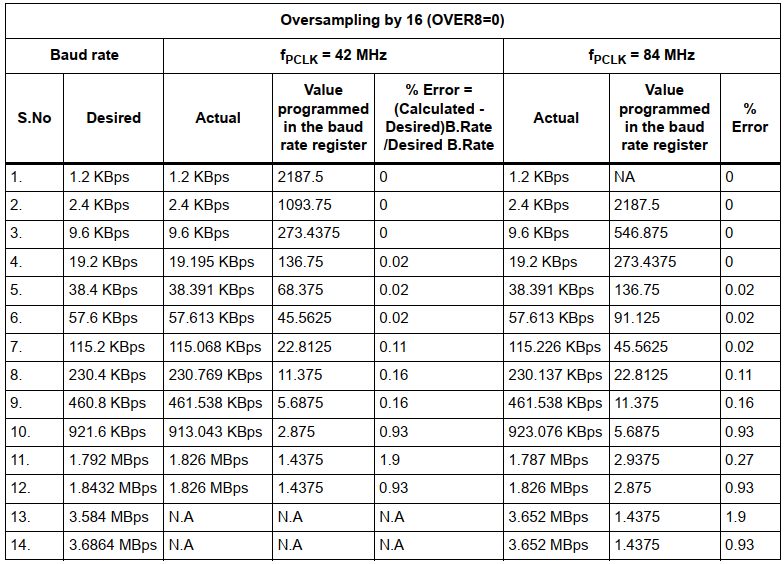 Oversampling by 16 (OVER8=0)
Baud rate fPCLK = 42 MHz fPCLK = 84 MHz
S.No Desired Actual Value programmed in the baud rate register % Error = (Calculated - Desired)B.Rate /Desired B.Rate Actual Value programmed in the baud rate register % Error
1. 1.2 KBps 1.2 KBps 2187.5 0 1.2 KBps NA 0
2. 2.4 KBps 2.4 KBps 1093.75 0 2.4 KBps 2187.5 0
3. 9.6 KBps 9.6 KBps 273.4375 0 9.6 KBps 546.875 0
4. 19.2 KBps 19.195 KBps 136.75 0.02 19.2 KBps 273.4375 0
5. 38.4 KBps 38.391 KBps 68.375 0.02 38.391 KBps 136.75 0.02
6. 57.6 KBps 57.613 KBps 45.5625 0.02 57.613 KBps 91.125 0.02
7. 115.2 KBps 115.068 KBps 22.8125 0.11 115.226 KBps 45.5625 0.02
8. 230.4 KBps 230.769 KBps 11.375 0.16 230.137 KBps 22.8125 0.11
9. 460.8 KBps 461.538 KBps 5.6875 0.16 461.538 KBps 11.375 0.16
10. 921.6 KBps 913.043 KBps 2.875 0.93 923.076 KBps 5.6875 0.93
11. 1.792 MBps 1.826 MBps 1.4375 1.9 1.787 MBps 2.9375 0.27
12. 1.8432 MBps 1.826 MBps 1.4375 0.93 1.826 MBps 2.875 0.93
13. 3.584 MBps N.A N.A N.A 3.652 MBps 1.4375 1.9
14. 3.6864 MBps N.A N.A N.A 3.652 MBps 1.4375 0.93